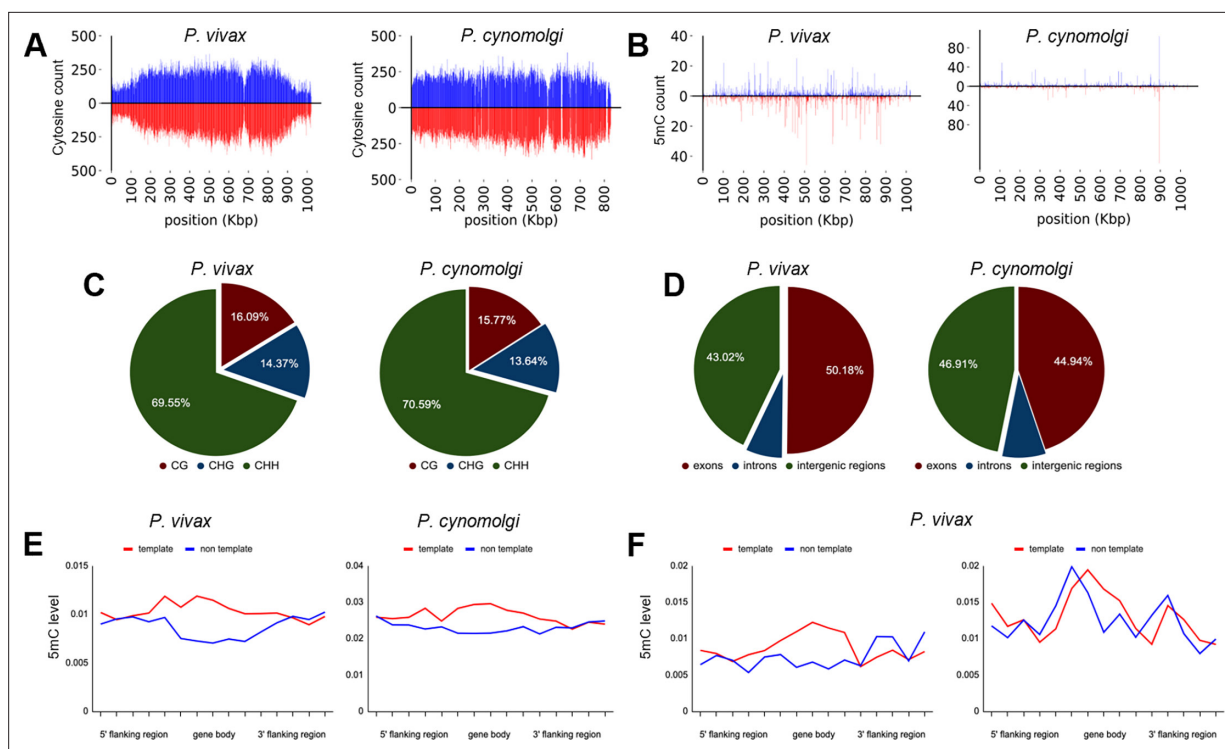 A
P. vivax
P. cynomolgi
500
250
0
250
500
Cytosine count
0
100
200
300
400
500
600
700
800
900
1000
position (Kbp)
500
250
0
250
500
Cytosine count
0
100
200
300
400
500
600
700
800
position (Kbp)
B
P. vivax
P. cynomolgi
40
20
0
20
40
5mC count
0
100
200
300
400
500
600
700
800
900
1000
position (Kbp)
80
40
0
40
80
0
100
200
300
400
500
600
700
800
900
1000
position (Kbp)
C
P. vivax
16.09%
14.37%
69.55%
CG CHG CHH
P. cynomolgi
15.77%
13.64%
70.59%
CG CHG CHH
D
P. vivax
43.02%
50.18%
exons introns intergenic regions
P. cynomolgi
46.91%
44.94%
exons introns intergenic regions
E
P. vivax
template non template
0.015
0.01
0.005
0
5mC level
5' flanking region gene body 3' flanking region
P. cynomolgi
template non template
0.04
0.03
0.02
0.01
0
5' flanking region gene body 3' flanking region
F
P. vivax
template non template
0.02
0.015
0.01
0.005
0
5mC level
5' flanking region gene body 3' flanking region
template non template
0.02
0.015
0.01
0.005
0
5' flanking region gene body 3' flanking region